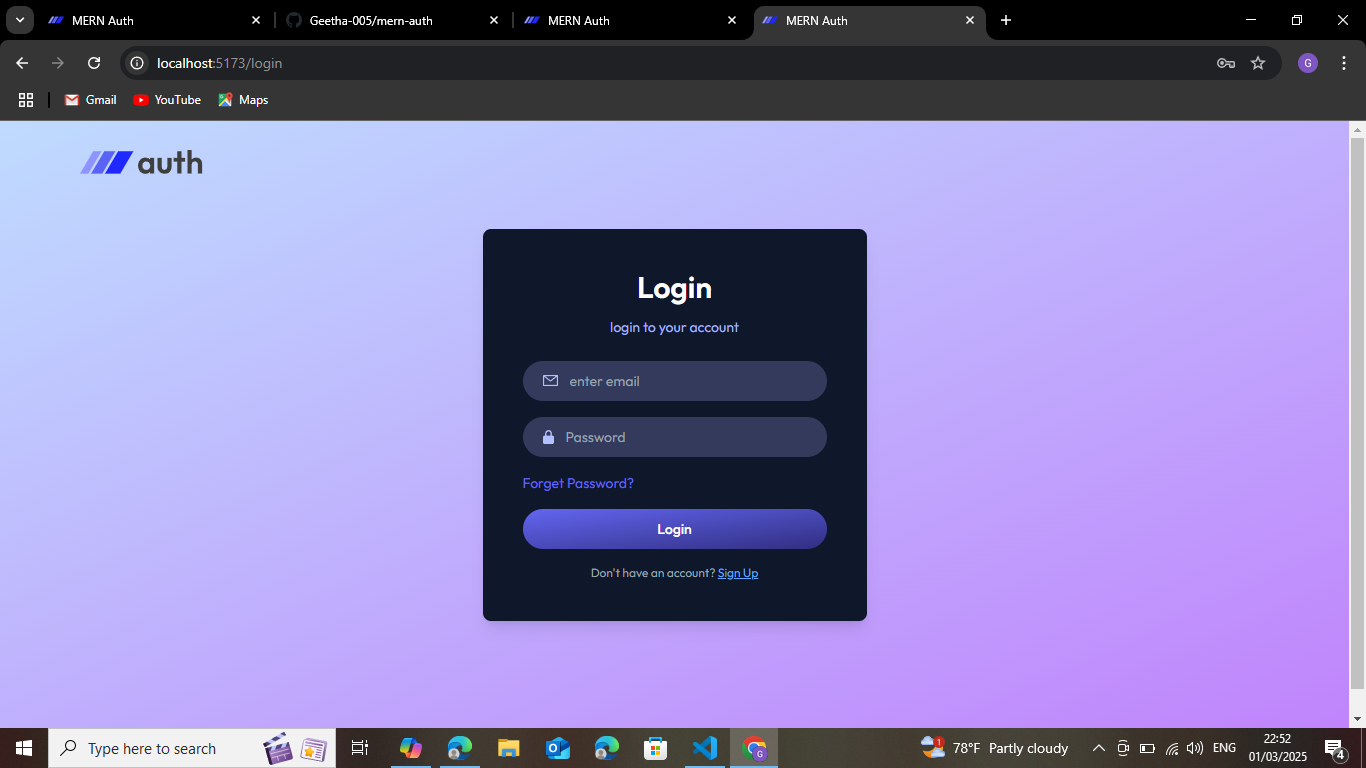 MERN Auth
Geetha-005/mern-auth
MERN Auth
MERN Auth
localhost:5173/login
G
Gmail
YouTube
Maps
auth
Login
login to your account
enter email
Password
Forget Password?
Login
Don't have an account? Sign Up
Type here to search
G
1
78°F Partly cloudy
ENG
22:52
01/03/2025
4